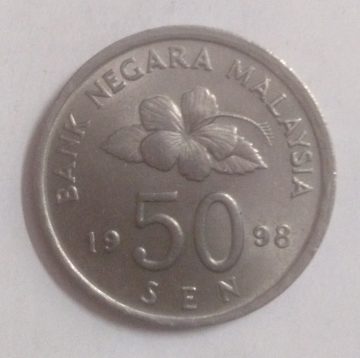 BANK NEGARA MALAYSIA
50
19 98
SEN